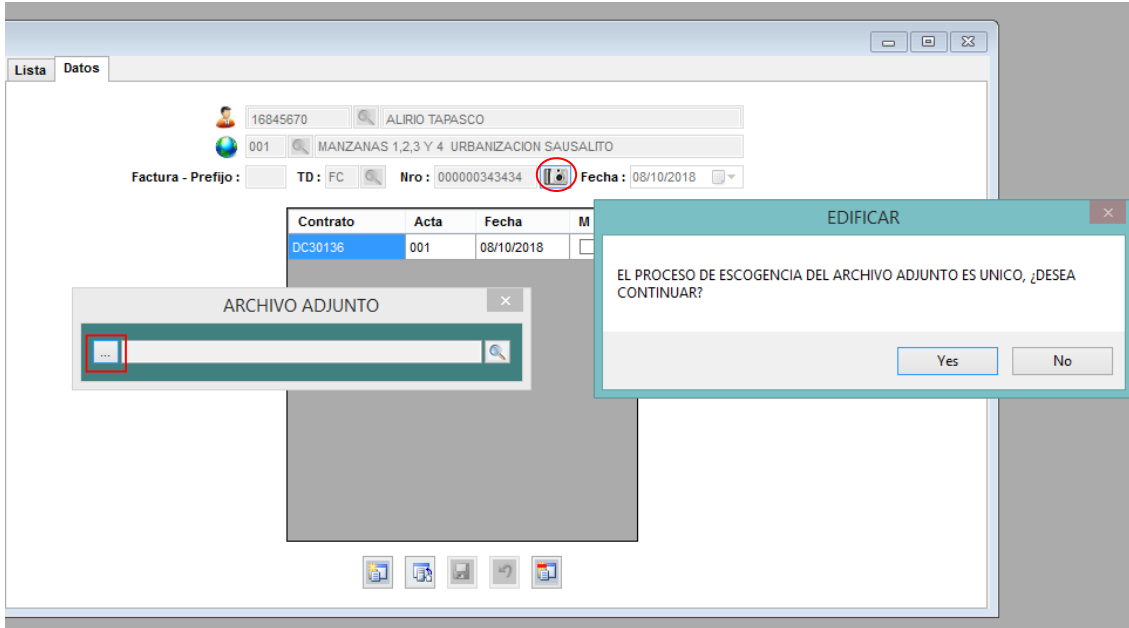 Lista Datos
16845670 ALIRIO TAPASCO
001 MANZANAS 1,2,3 Y 4 URBANIZACION SAUSALITO
Factura - Prefijo : TD : FC Nro : 000000343434 Fecha : 08/10/2018
Contrato Acta Fecha M
DC30136 001 08/10/2018
EDIFICAR
EL PROCESO DE ESCOGENCIA DEL ARCHIVO ADJUNTO ES UNICO, ¿DESEA
CONTINUAR?
Yes No
ARCHIVO ADJUNTO
...